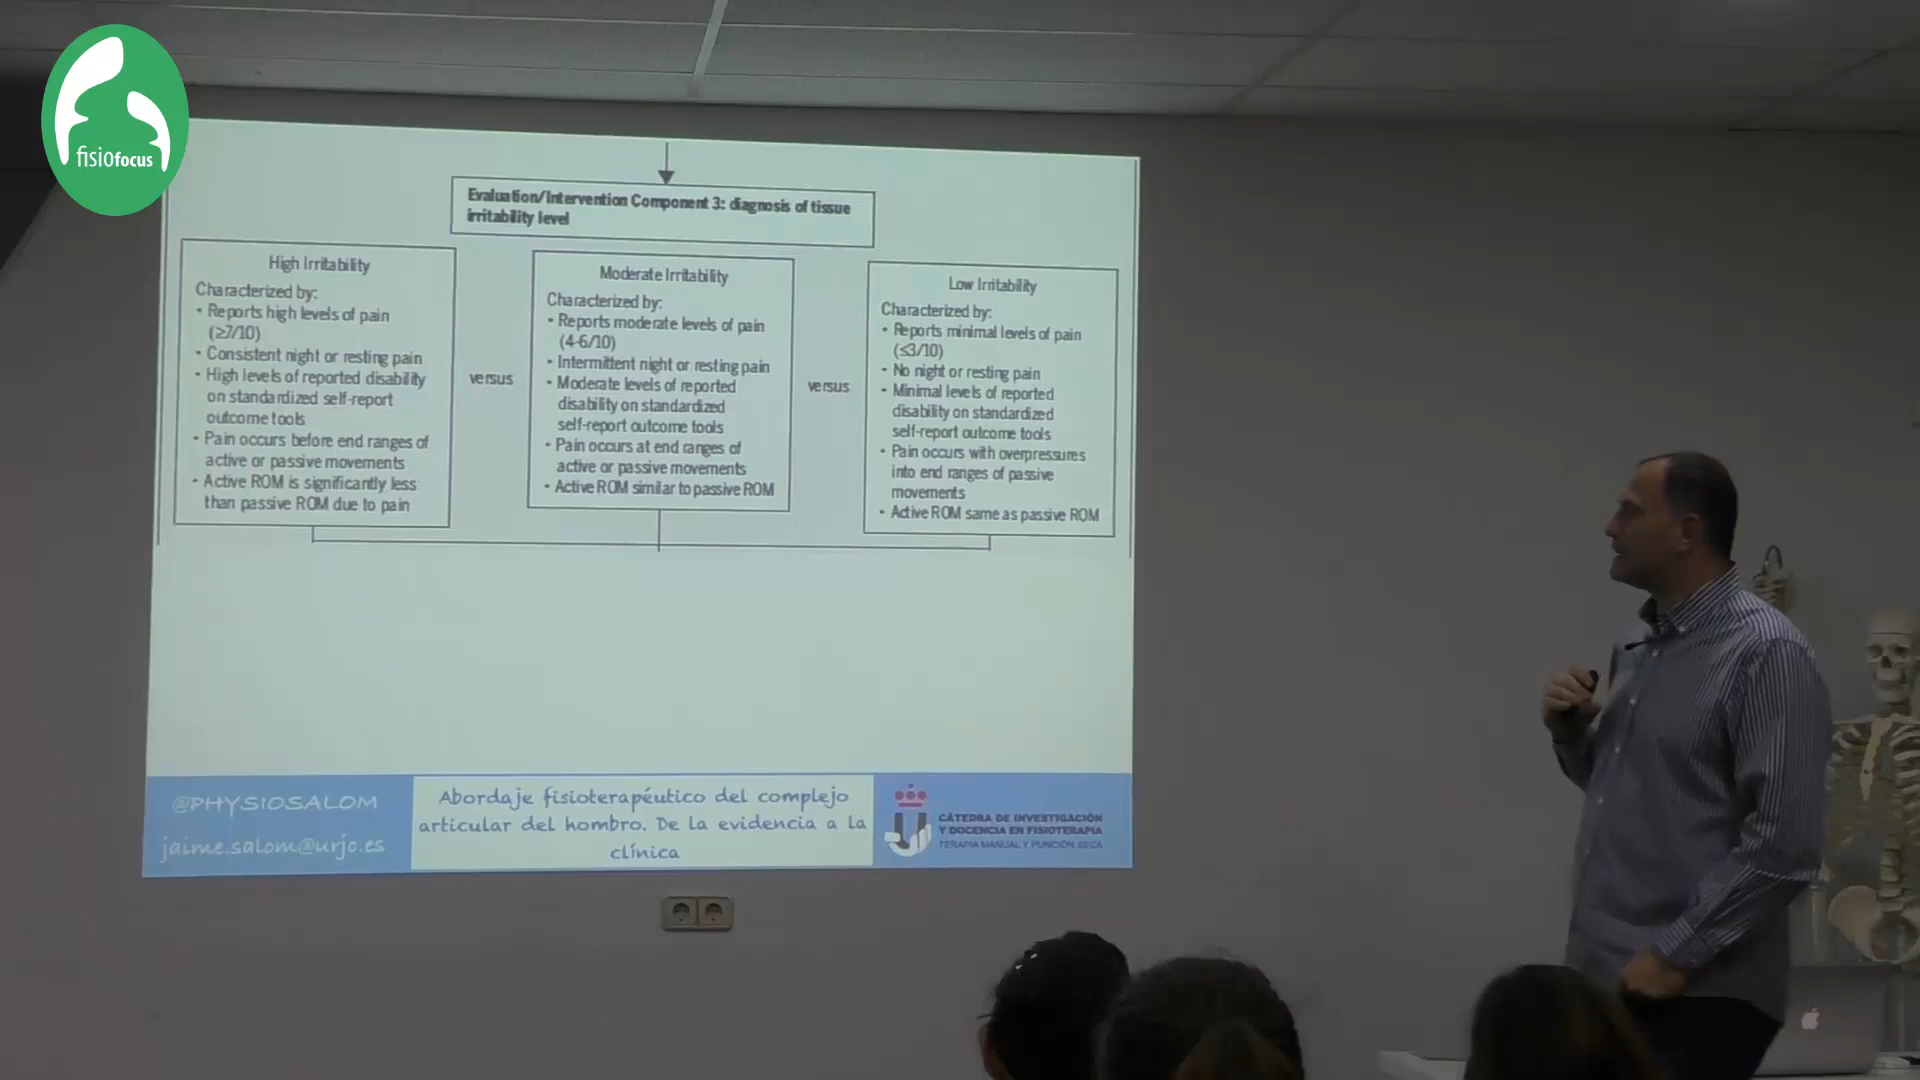 fisiofocus
Evaluation/Intervention Component 3: diagnosis of tissue
irritability level
High Irritability
Characterized by:
• Reports high levels of pain
(≥7/10)
• Consistent night or resting pain
• High levels of reported disability
on standardized self-report
outcome tools
• Pain occurs before end ranges of
active or passive movements
• Active ROM is significantly less
than passive ROM due to pain
versus
Moderate Irritability
Characterized by:
• Reports moderate levels of pain
(4-6/10)
• Intermittent night or resting pain
• Moderate levels of reported
disability on standardized
self-report outcome tools
• Pain occurs at end ranges of
active or passive movements
• Active ROM similar to passive ROM
versus
Low Irritability
Characterized by:
• Reports minimal levels of pain
(≤3/10)
• No night or resting pain
• Minimal levels of reported
disability on standardized
self-report outcome tools
• Pain occurs with overpressures
into end ranges of passive
movements
• Active ROM same as passive ROM
@PHYSIOSALOM
jaime.salom@urjc.es
Abordaje fisioterapéutico del complejo
articular del hombro. De la evidencia a la
clínica
CÁTEDRA DE INVESTIGACIÓN
Y DOCENCIA EN FISIOTERAPIA
TERAPIA MANUAL Y PUNCIÓN SECA